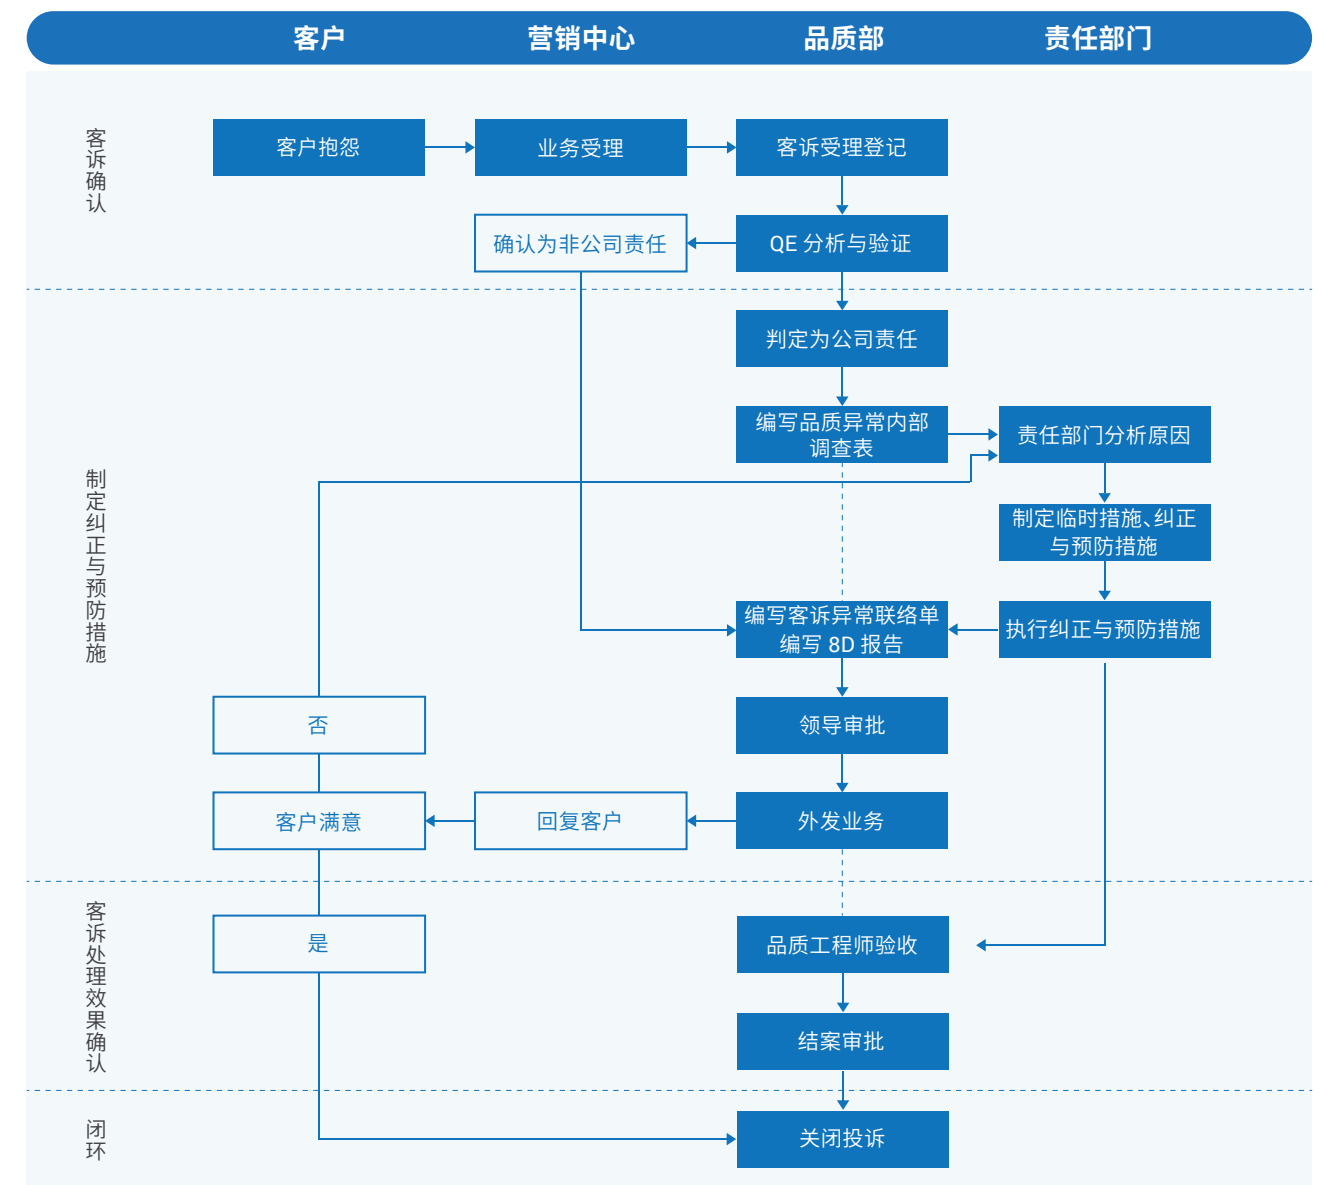 客户
营销中心
品质部
责任部门
客诉确认
客户抱怨
业务受理
客诉受理登记
确认为非公司责任
QE 分析与验证
制定纠正与预防措施
判定为公司责任
编写品质异常内部
调查表
责任部门分析原因
制定临时措施、纠正
与预防措施
编写客诉异常联络单
编写 8D 报告
执行纠正与预防措施
否
领导审批
客户满意
回复客户
外发业务
客诉处理效果确认
是
品质工程师验收
结案审批
闭环
关闭投诉